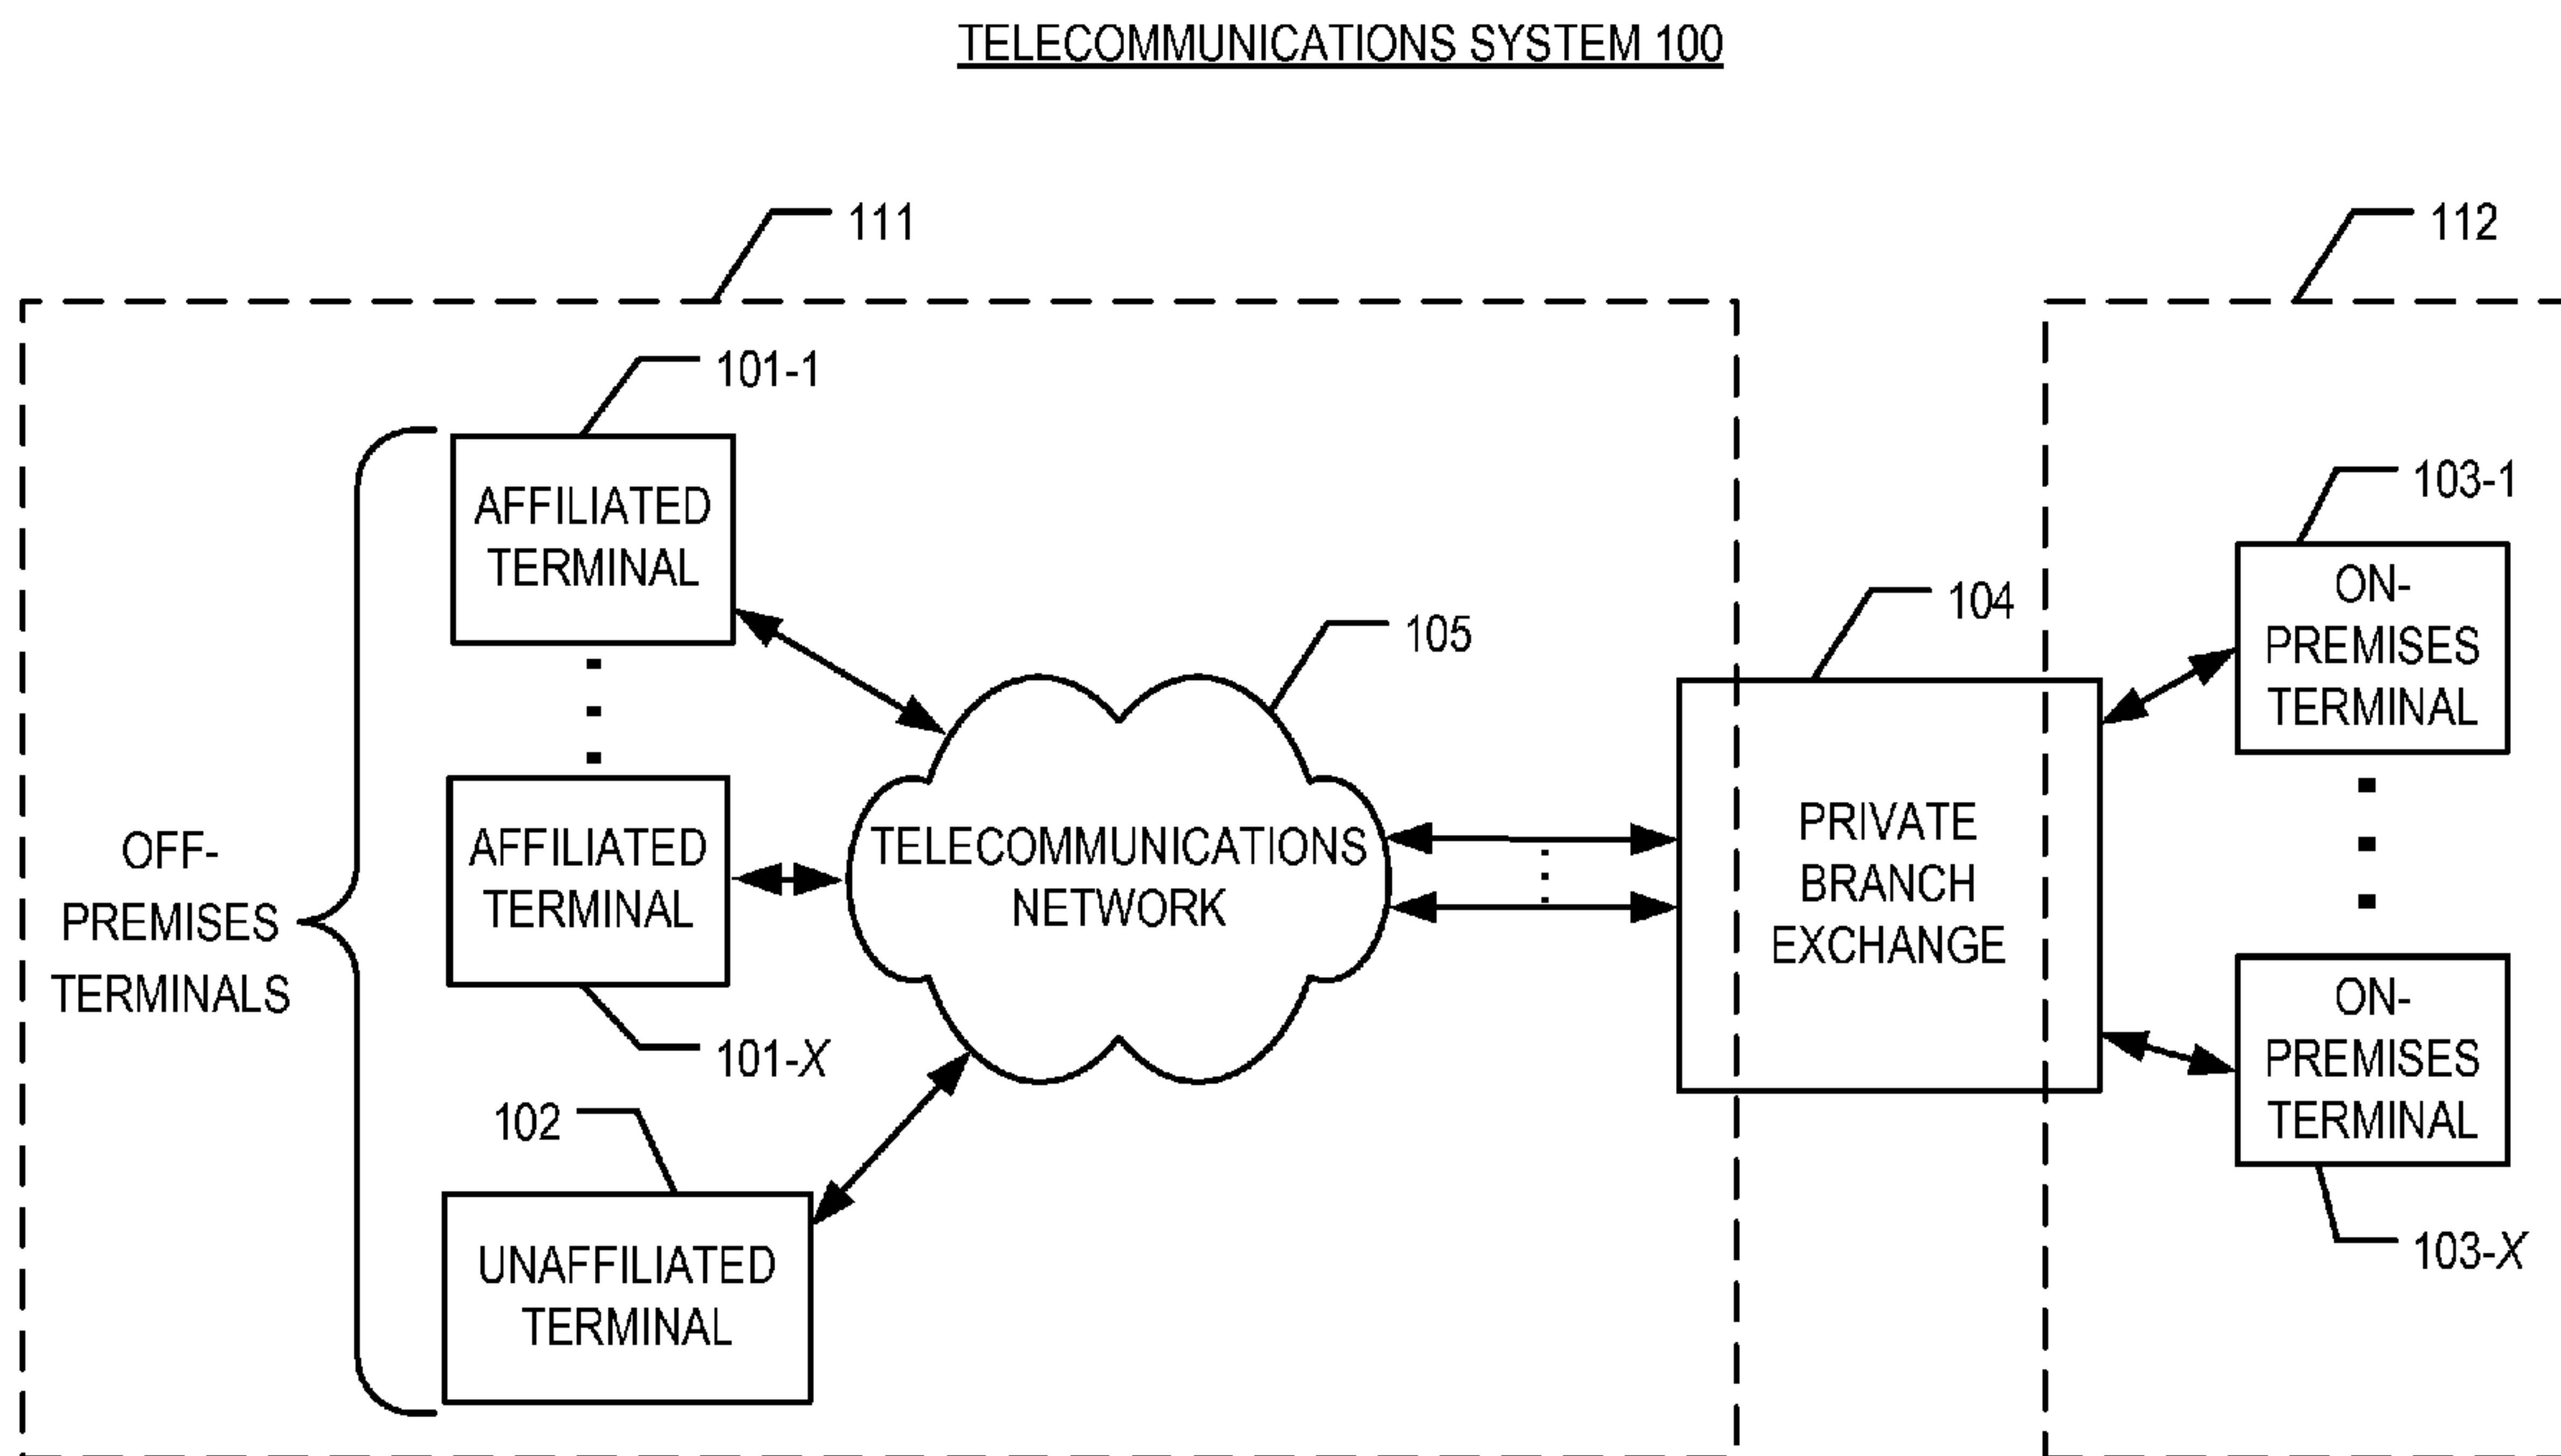 TELECOMMUNICATIONS SYSTEM 100
111
112
101-1
AFFILIATED
TERMINAL
103-1
ON-
PREMISES
TERMINAL
104
105
OFF-
PREMISES
TERMINALS
AFFILIATED
TERMINAL
101-X
TELECOMMUNICATIONS
NETWORK
PRIVATE
BRANCH
EXCHANGE
ON-
PREMISES
TERMINAL
103-X
102
UNAFFILIATED
TERMINAL